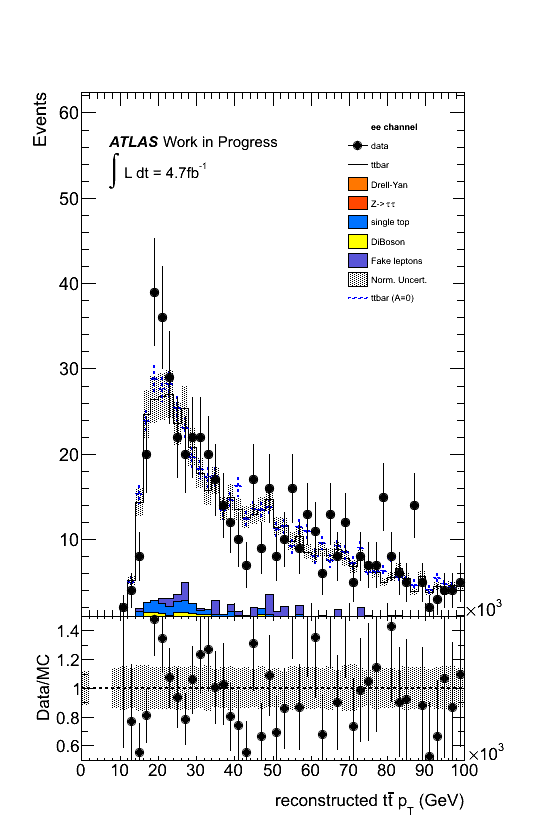 Events
60
50
40
30
20
10
ATLAS Work in Progress
∫ L dt = 4.7fb⁻¹
ee channel
data
ttbar
Drell-Yan
Z->ττ
single top
DiBoson
Fake leptons
Norm. Uncert.
ttbar (A=0)
×10³
Data/MC
1.4
1.2
1
0.8
0.6
×10³
0 10 20 30 40 50 60 70 80 90 100
reconstructed tt̄ p_T (GeV)